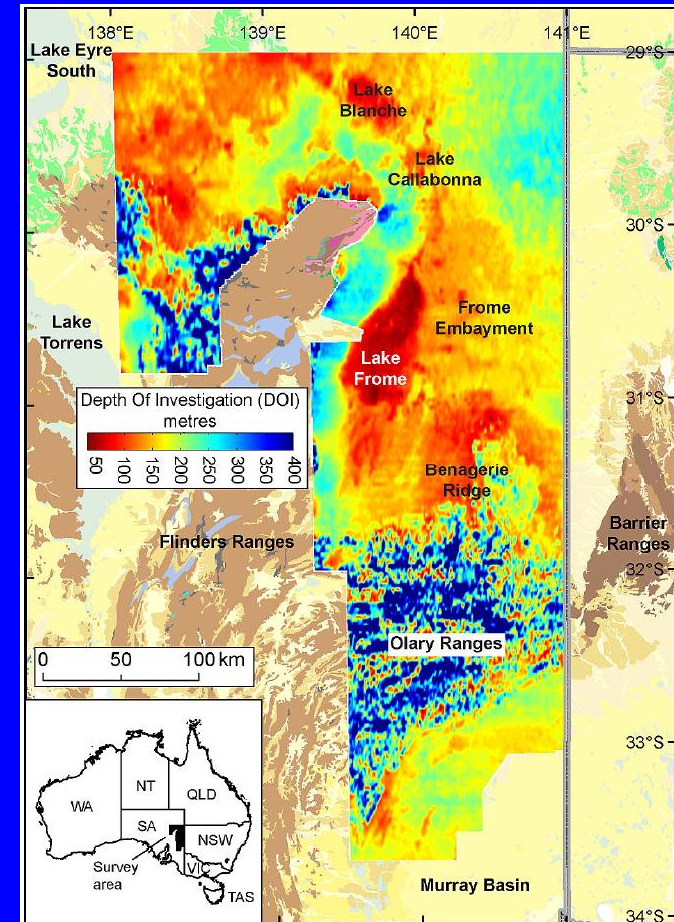 138°E
139°E
140°E
141°E
Lake Eyre
South
29°S
Lake
Blanche
Lake
Callabonna
30°S
Lake
Torrens
Frome
Embayment
Lake
Frome
31°S
Depth Of Investigation (DOI)
metres
50
100
150
200
250
300
350
400
Benagerie
Ridge
Flinders Ranges
Barrier
Ranges
32°S
Olary Ranges
0
50
100 km
33°S
WA
NT
QLD
SA
NSW
Survey
area
VIC
TAS
Murray Basin
34°S